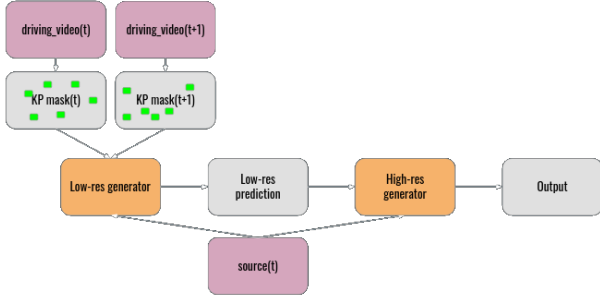 driving_video(t)
driving_video(t+1)
KP mask(t)
KP mask(t+1)
Low-res generator
Low-res
prediction
High-res
generator
Output
source(t)